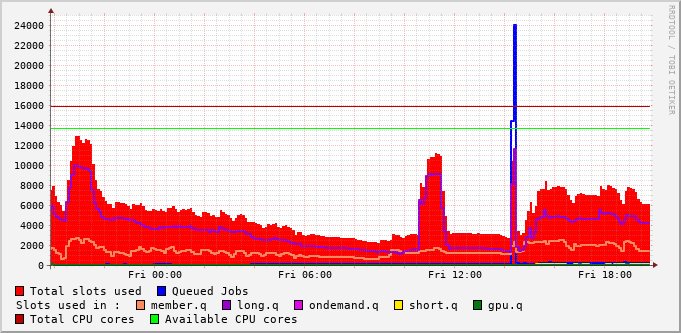 RRDTOOL / TOBI OETIKER
24000
22000
20000
18000
16000
14000
12000
10000
8000
6000
4000
2000
0
Fri 00:00 Fri 06:00 Fri 12:00 Fri 18:00
Total slots used Queued Jobs
Slots used in : member.q long.q ondemand.q short.q gpu.q
Total CPU cores Available CPU cores